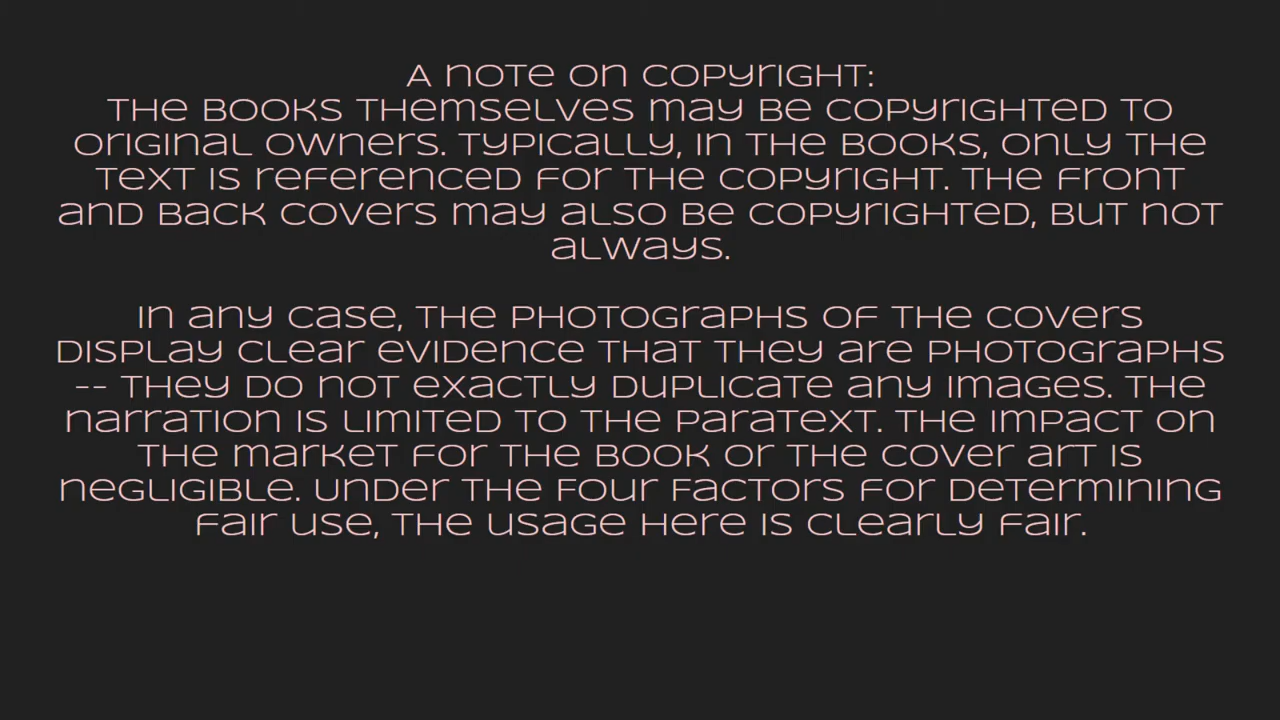 A note on copyright:
The books themselves may be copyrighted to
original owners. Typically, in the books, only the
text is referenced for the copyright. The front
and back covers may also be copyrighted, but not
always.
In any case, the photographs of the covers
display clear evidence that they are photographs
-- they do not exactly duplicate any images. The
narration is limited to the paratext. The impact on
the market for the book or the cover art is
negligible. Under the four factors for determining
fair use, the usage here is clearly fair.